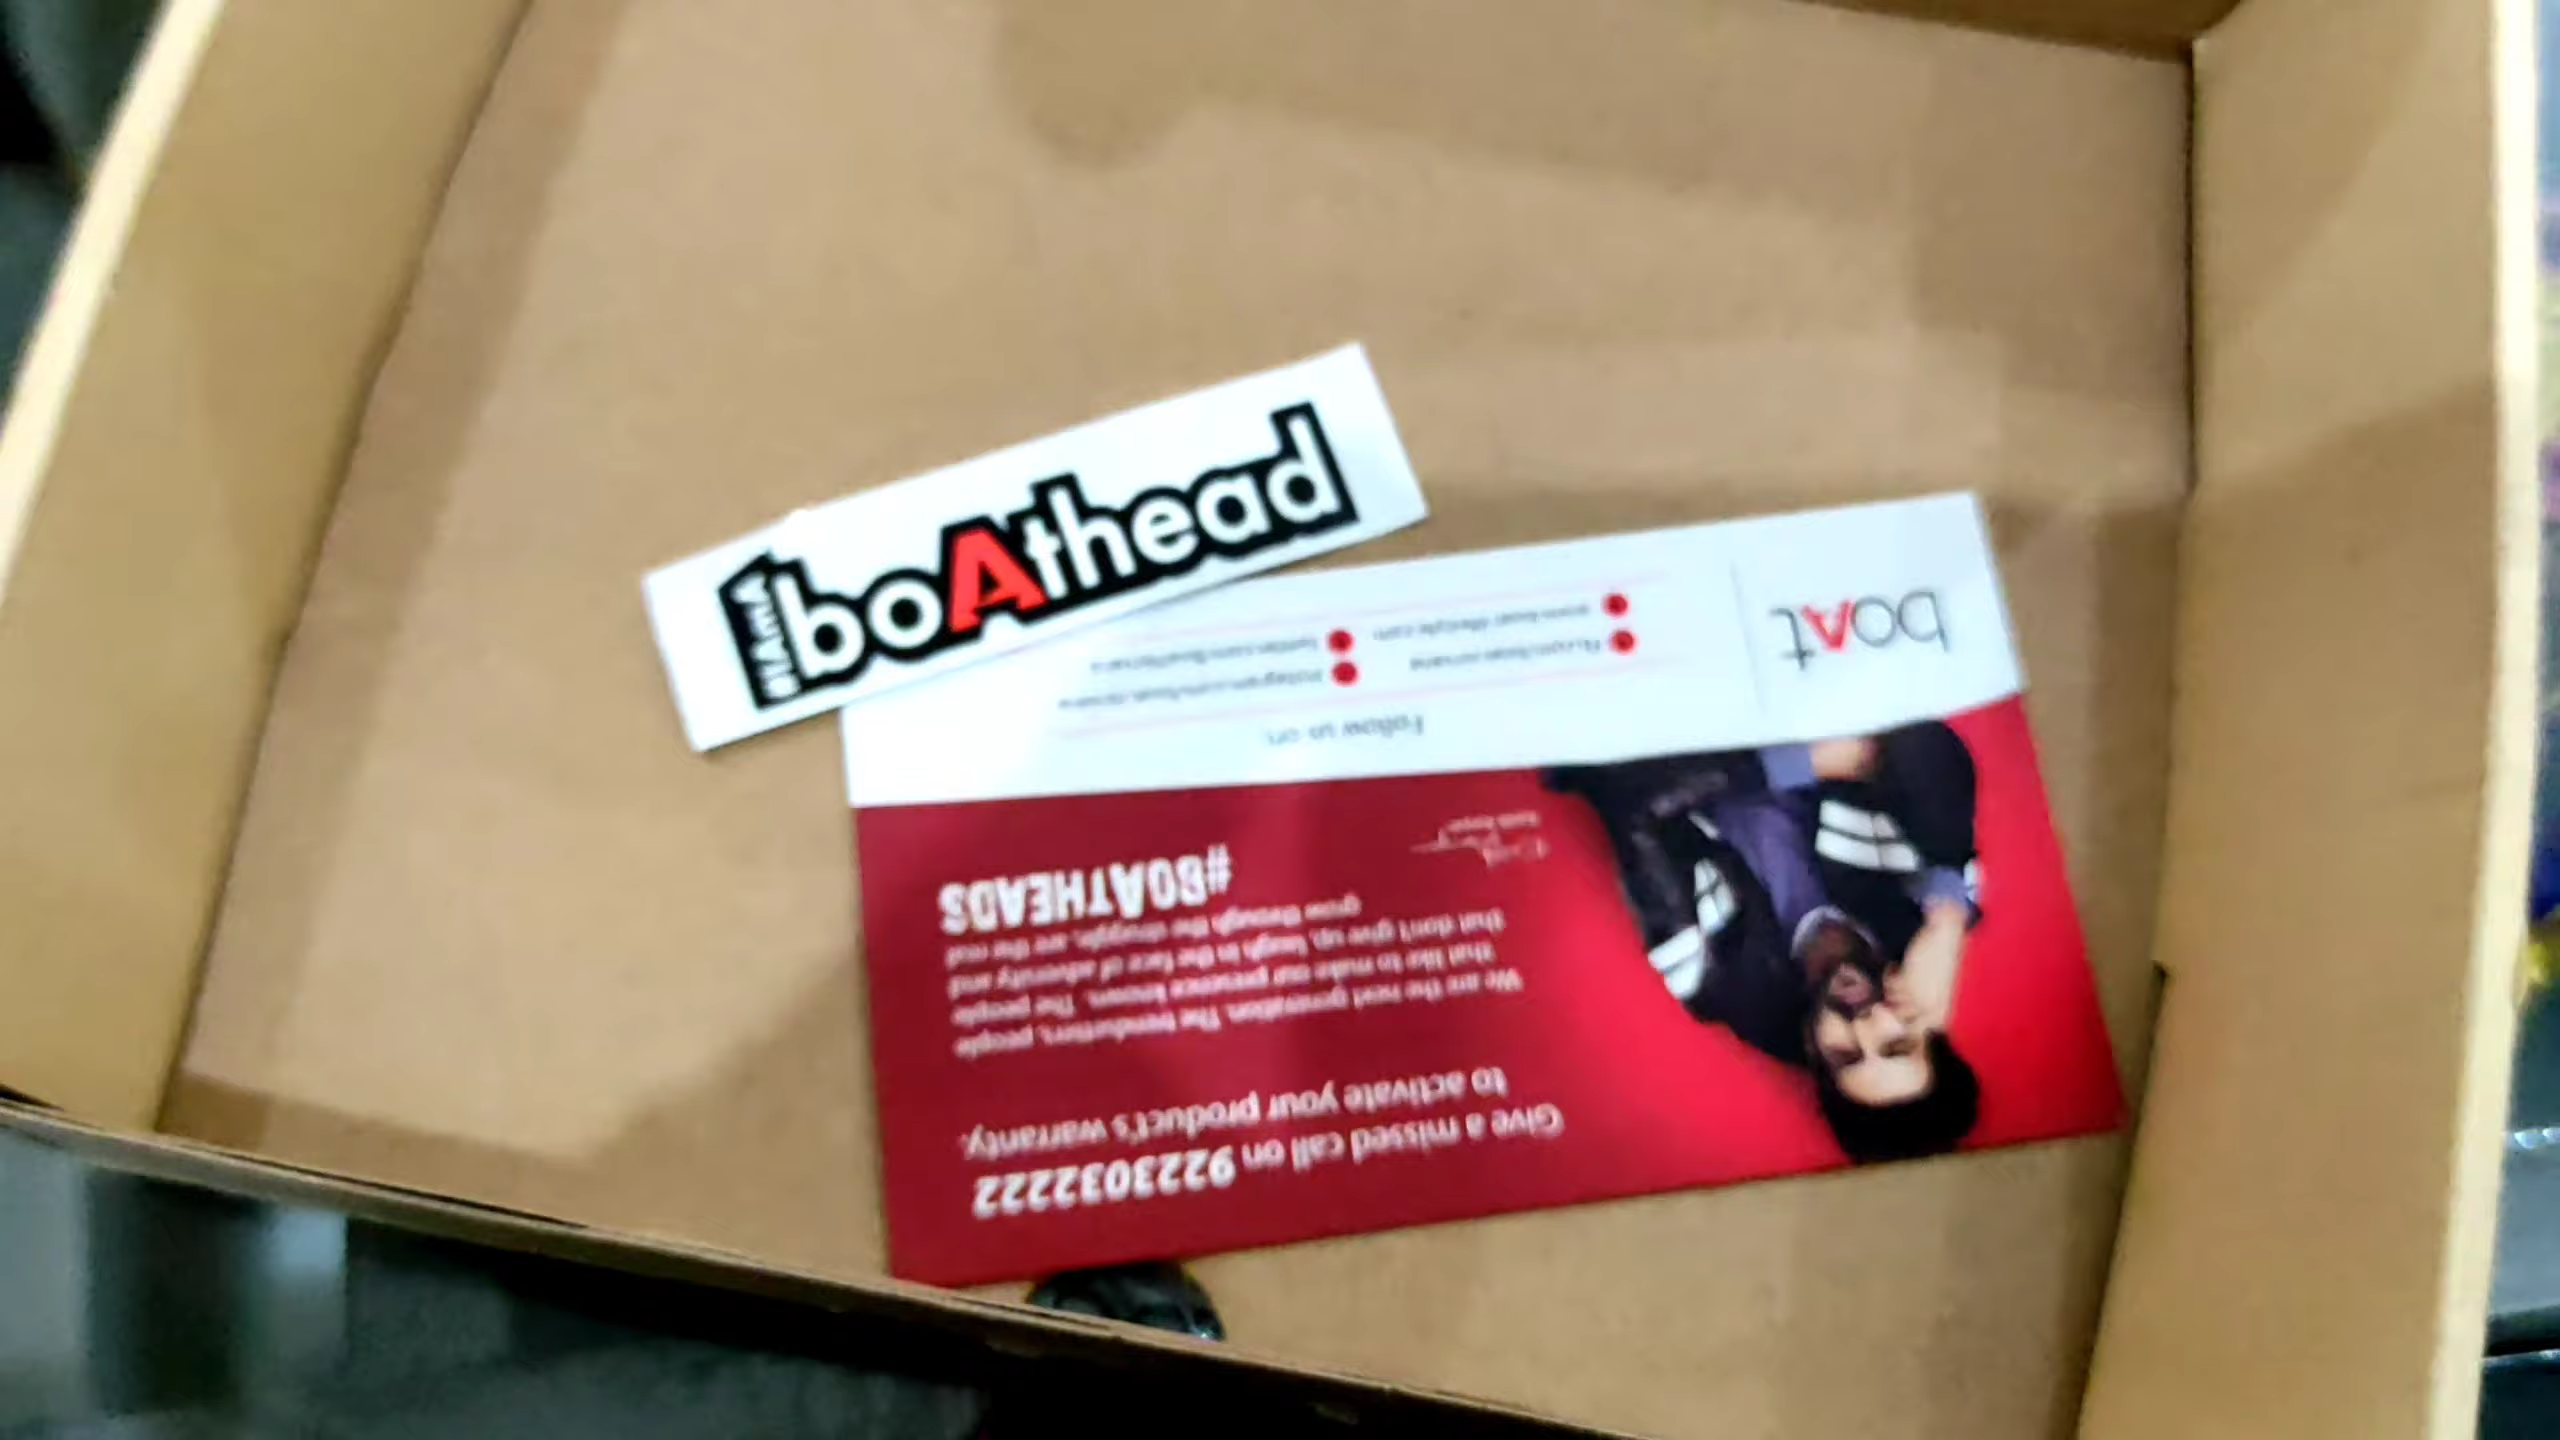 #IAMA
boAthead
Give a missed call on 9223032222
to activate your product's warranty.
We are the next generation. The trendsetters, people
that like to make our presence known. The people
that don't give up, laugh in the face of adversity and
grow through the struggle, are the real
#BOATHEADS
Follow us on:
boAt